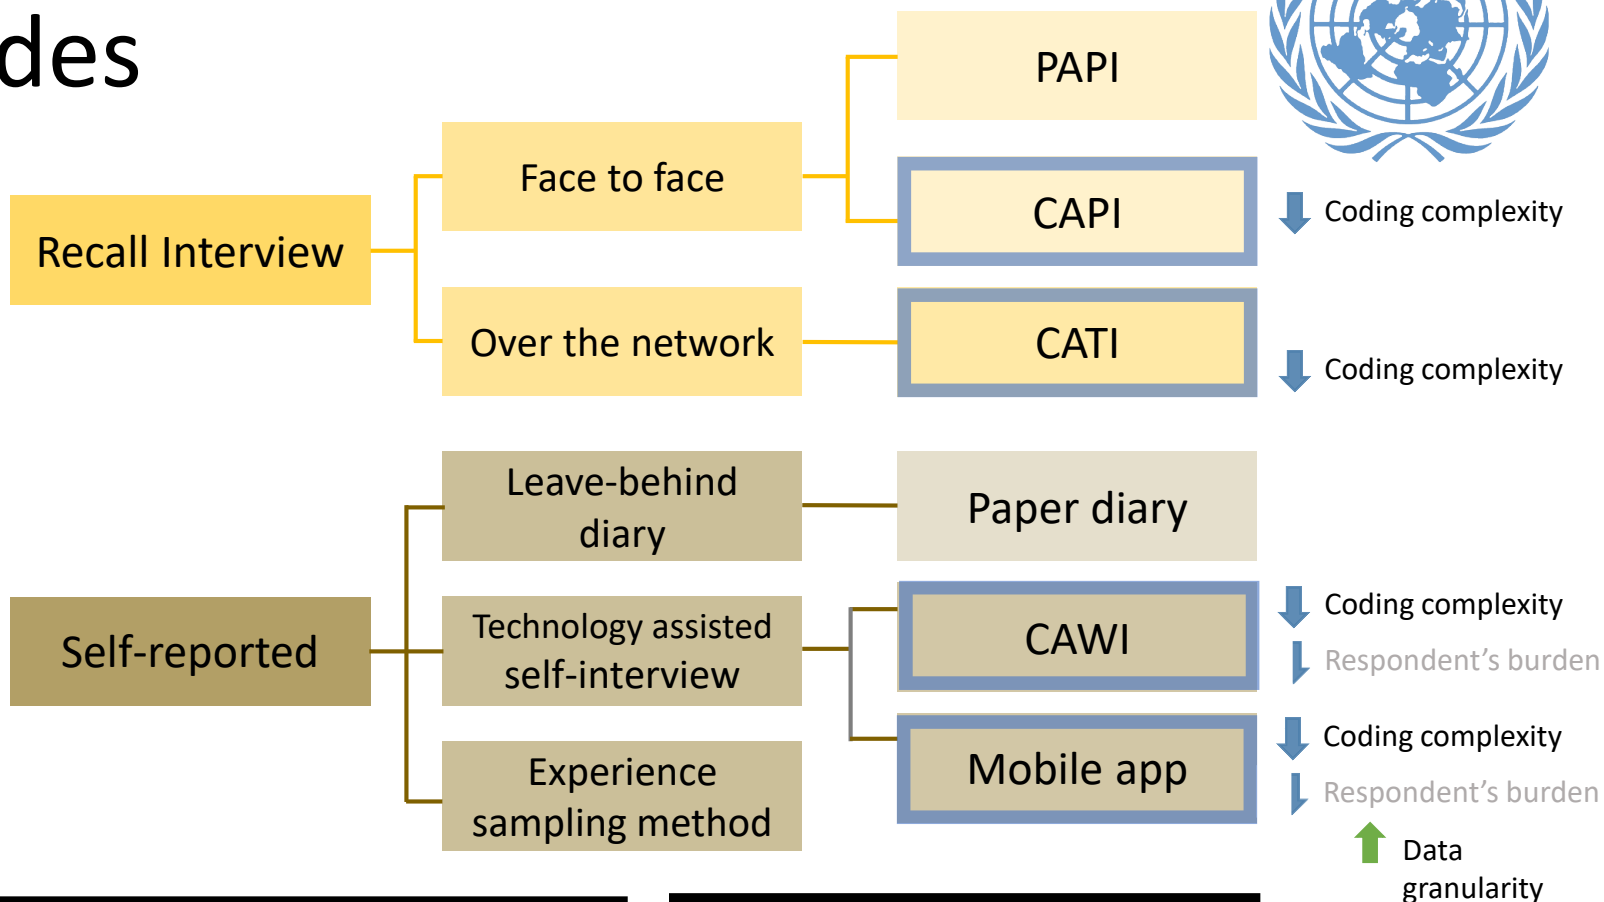 des
PAPI
Face to face
CAPI
Coding complexity
Recall Interview
Over the network
CATI
Coding complexity
Leave-behind
diary
Paper diary
Self-reported
Technology assisted
self-interview
CAWI
Coding complexity
Respondent's burden
Experience
sampling method
Mobile app
Coding complexity
Respondent's burden
Data
granularity